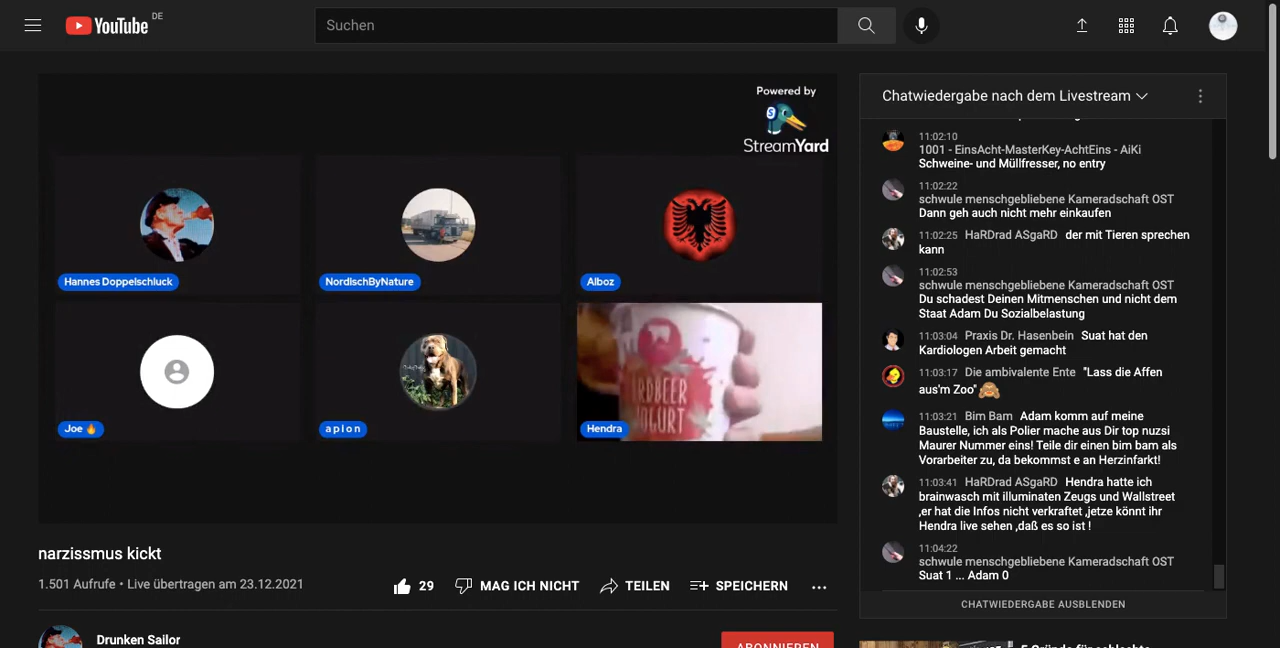 YouTube DE
Suchen
Powered by
StreamYard
Hannes Doppelschluck
NordischByNature
Alboz
Joe 🔥
a p i o n
RDBEER
OGURT
Hendra
narzissmus kickt
1.501 Aufrufe • Live übertragen am 23.12.2021
29
MAG ICH NICHT
TEILEN
SPEICHERN
Drunken Sailor
ABONNIEREN
Chatwiedergabe nach dem Livestream
11:02:10
1001 - EinsAcht-MasterKey-AchtEins - AiKi
Schweine- und Müllfresser, no entry
11:02:22
schwule menschgebliebene Kameradschaft OST
Dann geh auch nicht mehr einkaufen
11:02:25 HaRDrad ASgaRD der mit Tieren sprechen
kann
11:02:53
schwule menschgebliebene Kameradschaft OST
Du schadest Deinen Mitmenschen und nicht dem
Staat Adam Du Sozialbelastung
11:03:04 Praxis Dr. Hasenbein Suat hat den
Kardiologen Arbeit gemacht
11:03:17 Die ambivalente Ente "Lass die Affen
aus'm Zoo" 🙈
11:03:21 Bim Bam Adam komm auf meine
Baustelle, ich als Polier mache aus Dir top nuzsi
Maurer Nummer eins! Teile dir einen bim bam als
Vorarbeiter zu, da bekommst e an Herzinfarkt!
11:03:41 HaRDrad ASgaRD Hendra hatte ich
brainwasch mit illuminaten Zeugs und Wallstreet
,er hat die Infos nicht verkraftet ,jetze könnt ihr
Hendra live sehen ,daß es so ist !
11:04:22
schwule menschgebliebene Kameradschaft OST
Suat 1 ... Adam 0
CHATWIEDERGABE AUSBLENDEN
5 Gründe für schlechte